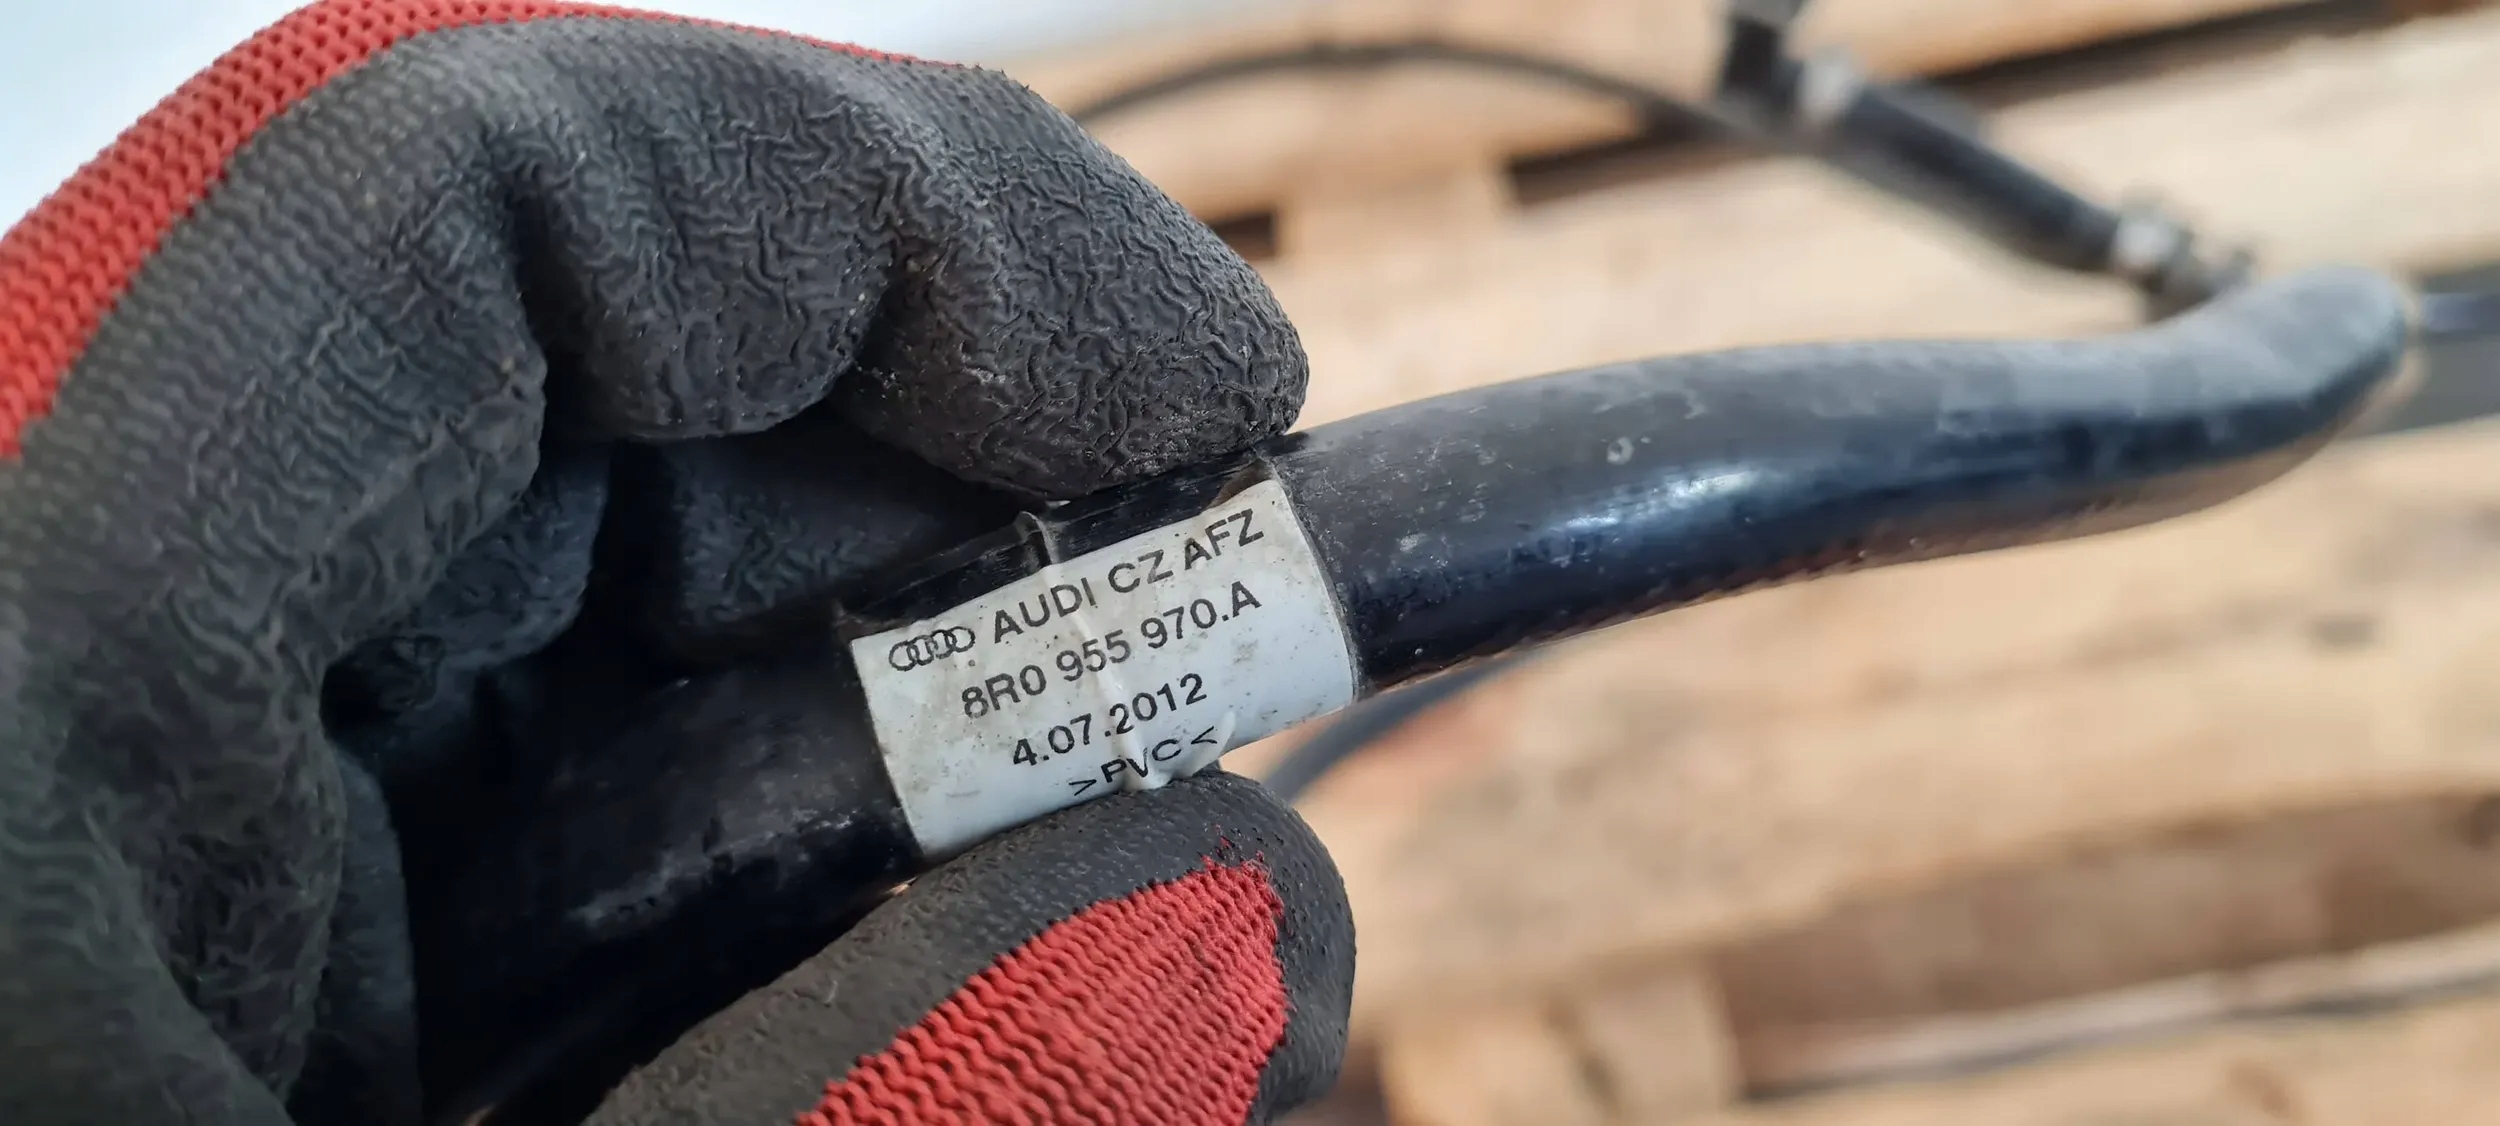 AUDI CZ AFZ
8R0 955 970.A
4.07.2012
>PVC<